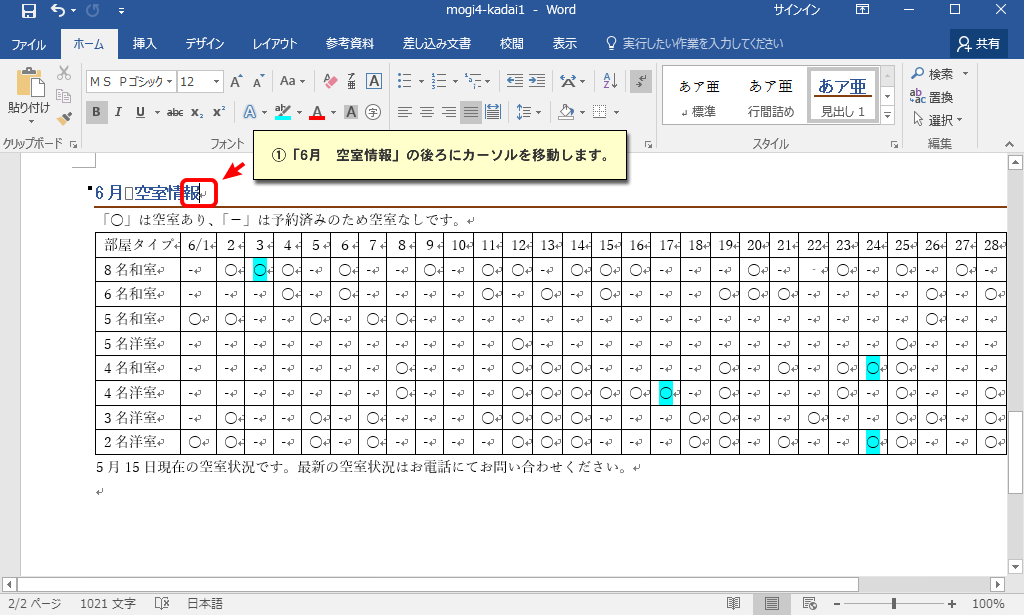 mogi4-kadai1 - Word
サインイン
ファイル ホーム 挿入 デザイン レイアウト 参考資料 差し込み文書 校閲 表示 実行したい作業を入力してください 共有
貼り付け
クリップボード
ＭＳ Ｐゴシック 12 A A Aa 亜 A
B I U abc x₂ x² A ab A A 字
フォント
あア亜 あア亜 あア亜
標準 行間詰め 見出し 1
スタイル
検索
置換
選択
編集
①「6月　空室情報」の後ろにカーソルを移動します。
6 月□空室情報
「○」は空室あり、「－」は予約済みのため空室なしです。
部屋タイプ 6/1 2 3 4 5 6 7 8 9 10 11 12 13 14 15 16 17 18 19 20 21 22 23 24 25 26 27 28
8 名和室 - ○ ○ ○ - ○ - - ○ - ○ ○ - ○ ○ ○ - - - ○ - - ○ - ○ - ○ -
6 名和室 - - - ○ - ○ - - - - ○ - ○ - ○ - - - ○ ○ ○ - - - - ○ - ○
5 名和室 ○ ○ - - ○ - ○ ○ - - - - - - - - - - - - - - - - - ○ - -
5 名洋室 - - - - - - - - - - - ○ - - - - - - - - - - - - ○ - - -
4 名和室 - - - - - - - ○ - - - ○ ○ ○ - - - - ○ - ○ - ○ ○ ○ - - -
4 名洋室 - - - - - - - ○ - - - ○ ○ ○ ○ ○ ○ - - - - - ○ - ○ - - ○
3 名洋室 - ○ - - ○ - ○ - - - ○ ○ ○ ○ - - - ○ ○ - - ○ - - ○ ○ - ○
2 名洋室 ○ ○ - - ○ - ○ - - - - ○ ○ ○ - - - ○ ○ - ○ - - ○ ○ - - ○
5 月 15 日現在の空室状況です。最新の空室状況はお電話にてお問い合わせください。
2/2 ページ 1021 文字 日本語 100%